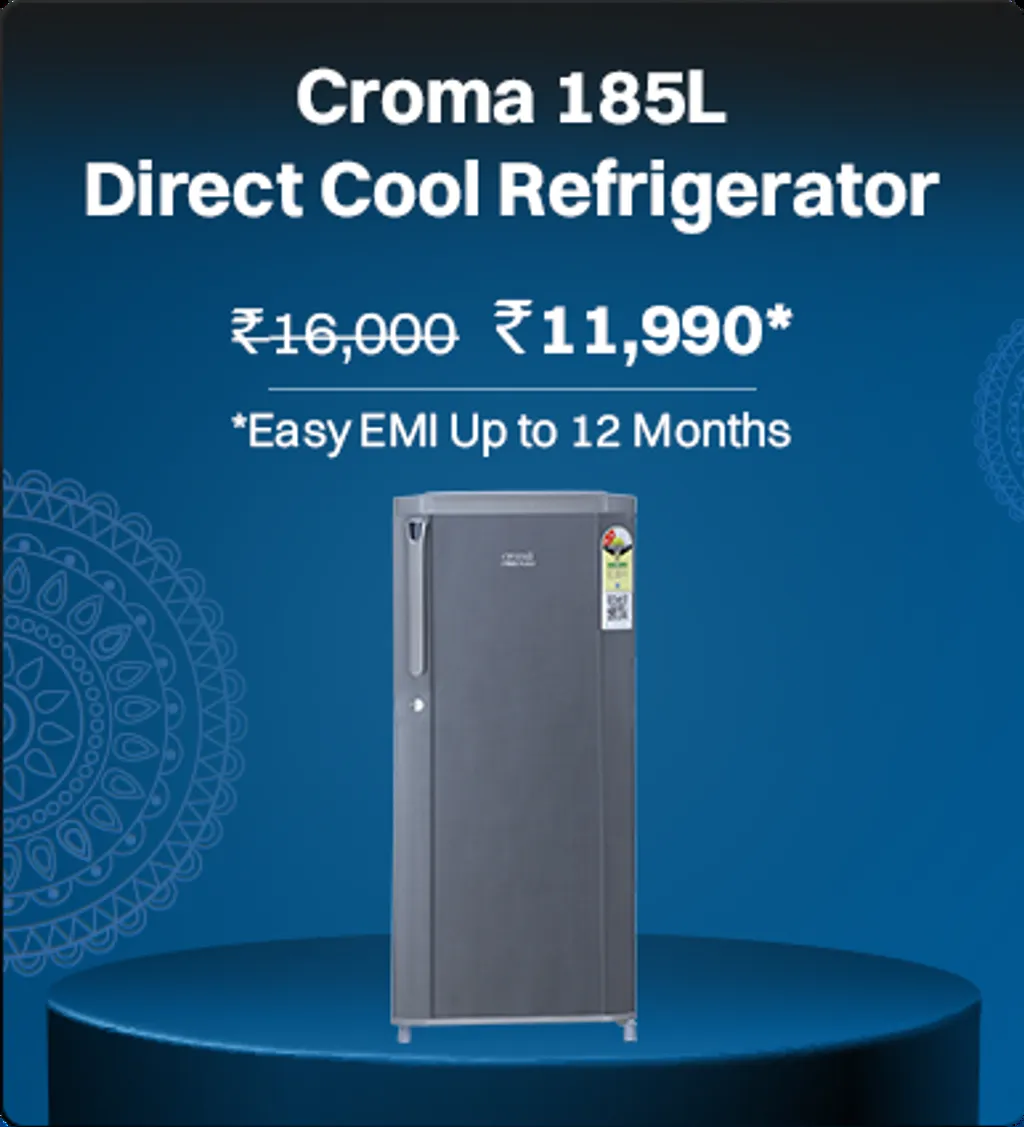 Croma 185L
Direct Cool Refrigerator
₹16,000 ₹11,990*
*Easy EMI Up to 12 Months